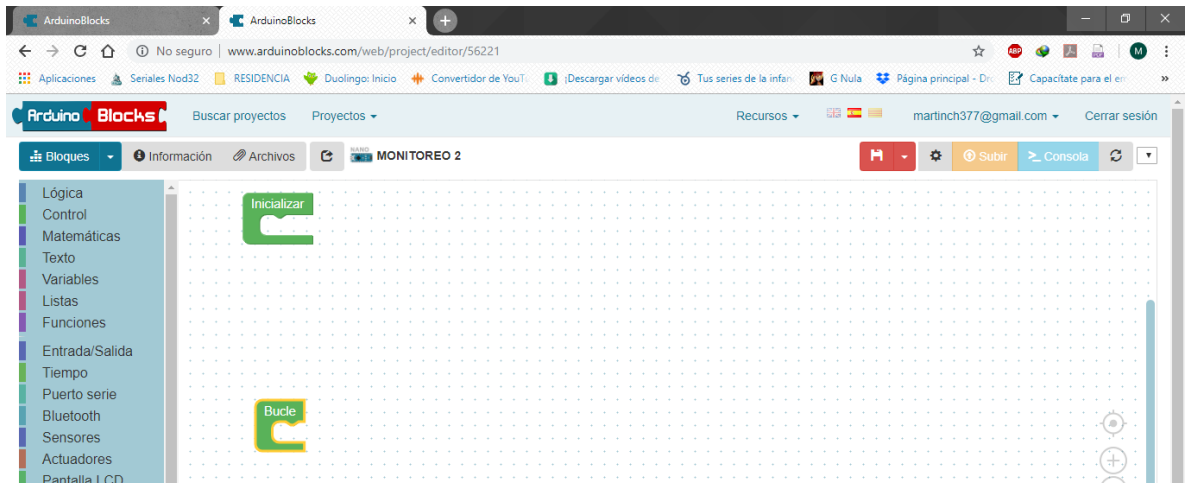 ArduinoBlocks × ArduinoBlocks ×
No seguro | www.arduinoblocks.com/web/project/editor/56221 ABP M
Aplicaciones Seriales Nod32 RESIDENCIA Duolingo: Inicio Convertidor de YouT ¡Descargar vídeos de Tus series de la infan G Nula Página principal - Dro Capacítate para el em »
Arduino Blocks Buscar proyectos Proyectos Recursos martinch377@gmail.com Cerrar sesión
Bloques Información Archivos NANO MONITOREO 2 Subir >_ Consola
Lógica
Control
Matemáticas
Texto
Variables
Listas
Funciones
Entrada/Salida
Tiempo
Puerto serie
Bluetooth
Sensores
Actuadores
Pantalla LCD
Inicializar
Bucle